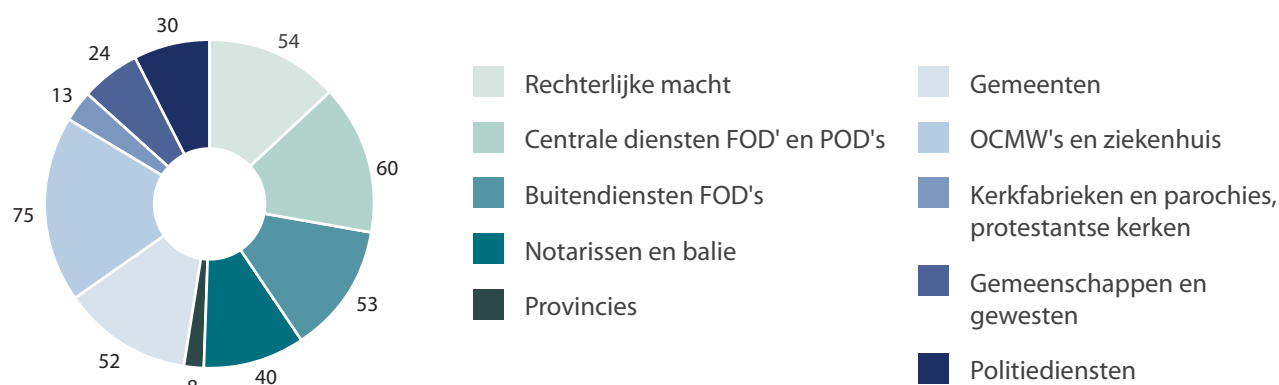 30
54
24
13
60
75
53
52
8
40
Rechterlijke macht
Centrale diensten FOD' en POD's
Buitendiensten FOD's
Notarissen en balie
Provincies
Gemeenten
OCMW's en ziekenhuis
Kerkfabrieken en parochies,
protestantse kerken
Gemeenschappen en
gewesten
Politiediensten